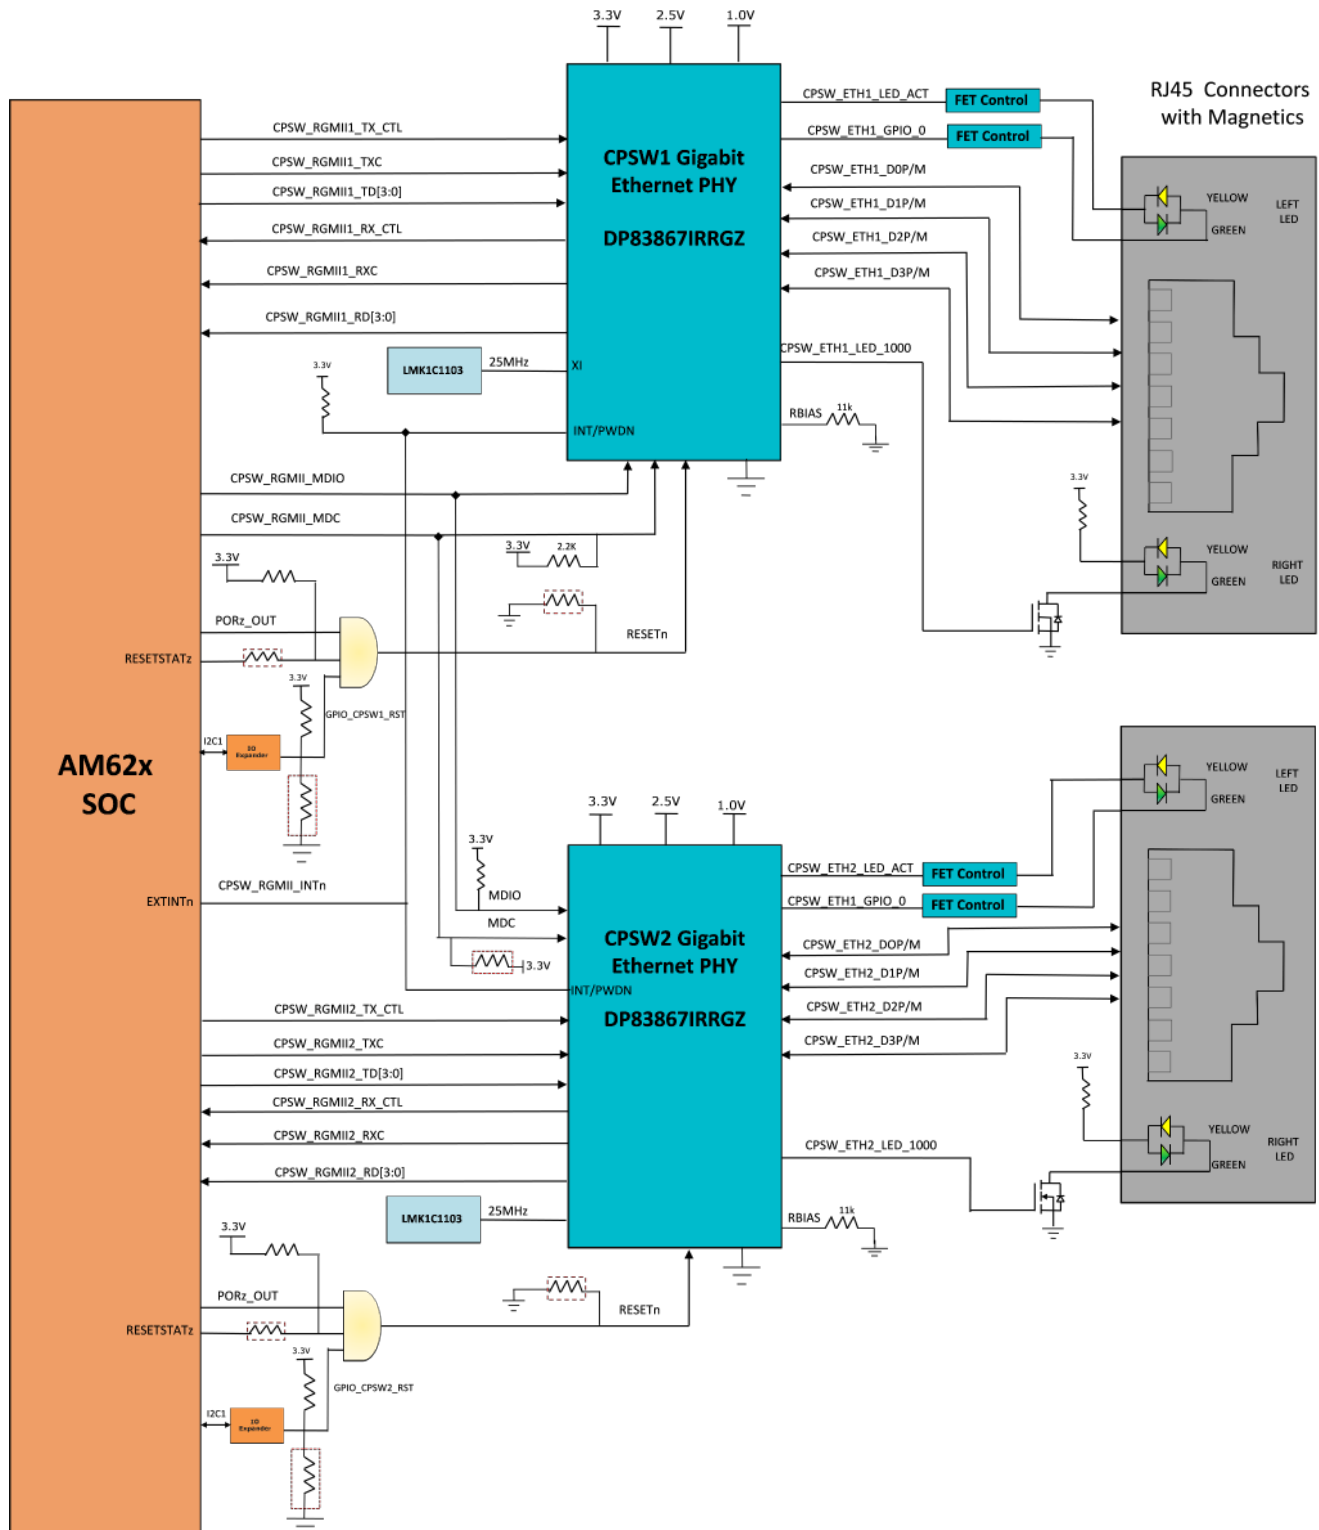 3.3V
2.5V
1.0V
RJ45 Connectors
with Magnetics
CPSW_ETH1_LED_ACT
FET Control
CPSW_RGMII1_TX_CTL
CPSW_ETH1_GPIO_0
FET Control
CPSW_RGMII1_TXC
CPSW1 Gigabit
Ethernet PHY
CPSW_ETH1_D0P/M
CPSW_RGMII1_TD[3:0]
YELLOW
LEFT
LED
CPSW_ETH1_D1P/M
CPSW_RGMII1_RX_CTL
DP83867IRRGZ
GREEN
CPSW_ETH1_D2P/M
CPSW_RGMII1_RXC
CPSW_ETH1_D3P/M
CPSW_RGMII1_RD[3:0]
CPSW_ETH1_LED_1000
3.3V
LMK1C1103
25MHz
XI
RBIAS
11k
INT/PWDN
CPSW_RGMII_MDIO
3.3V
CPSW_RGMII_MDC
3.3V
2.2K
3.3V
YELLOW
RIGHT
LED
GREEN
PORz_OUT
RESETn
RESETSTATz
3.3V
GPIO_CPSW1_RST
I2C1
IO
Expander
AM62x
SOC
YELLOW
LEFT
LED
GREEN
3.3V
2.5V
1.0V
3.3V
CPSW_ETH2_LED_ACT
FET Control
CPSW_RGMII_INTn
EXTINTn
MDIO
CPSW_ETH1_GPIO_0
FET Control
MDC
CPSW2 Gigabit
Ethernet PHY
CPSW_ETH2_DOP/M
3.3V
CPSW_ETH2_D1P/M
INT/PWDN
CPSW_RGMII2_TX_CTL
DP83867IRRGZ
CPSW_ETH2_D2P/M
CPSW_RGMII2_TXC
CPSW_ETH2_D3P/M
3.3V
CPSW_RGMII2_TD[3:0]
CPSW_RGMII2_RX_CTL
YELLOW
RIGHT
LED
CPSW_RGMII2_RXC
CPSW_ETH2_LED_1000
GREEN
CPSW_RGMII2_RD[3:0]
LMK1C1103
25MHz
RBIAS
11k
3.3V
PORz_OUT
RESETn
RESETSTATz
3.3V
GPIO_CPSW2_RST
I2C1
IO
Expander